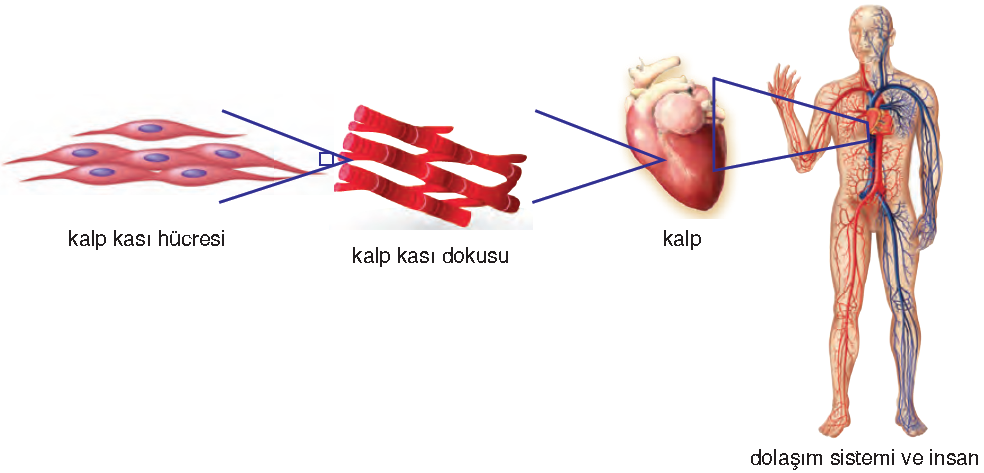 kalp kası hücresi
kalp kası dokusu
kalp
dolaşım sistemi ve insan